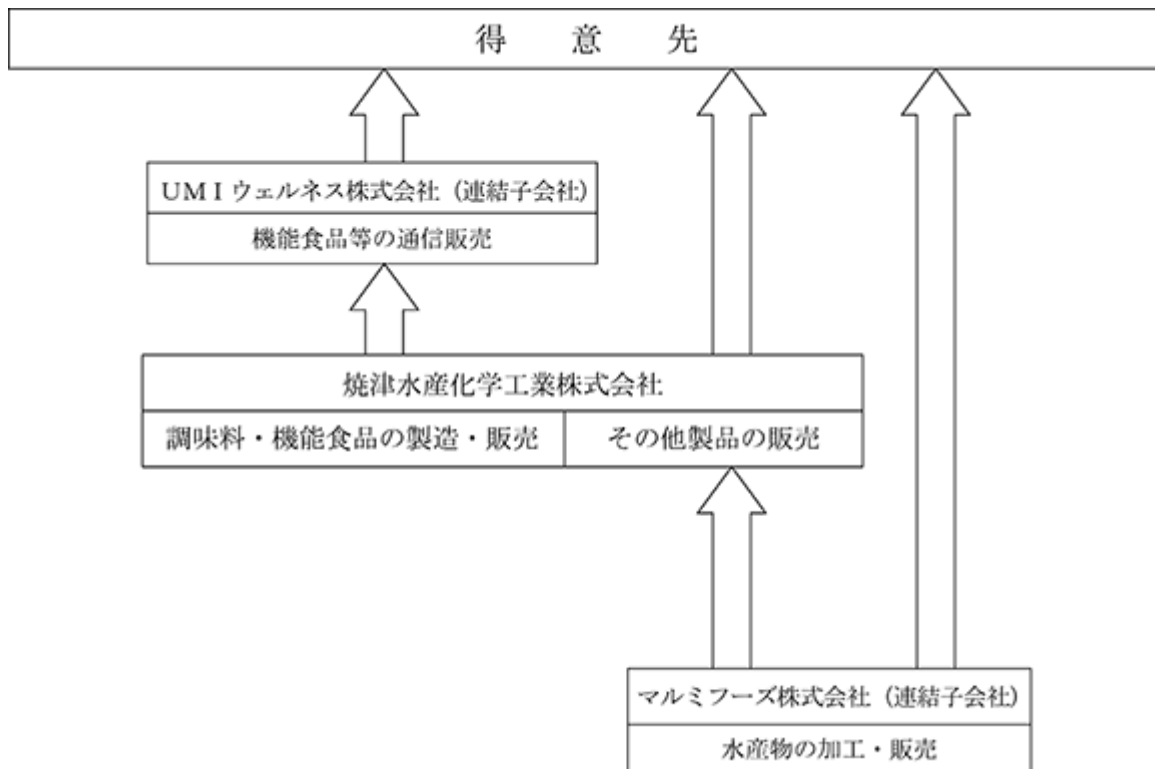 得意先
UMIウェルネス株式会社（連結子会社）
機能食品等の通信販売
焼津水産化学工業株式会社
調味料・機能食品の製造・販売
その他製品の販売
マルミフーズ株式会社（連結子会社）
水産物の加工・販売